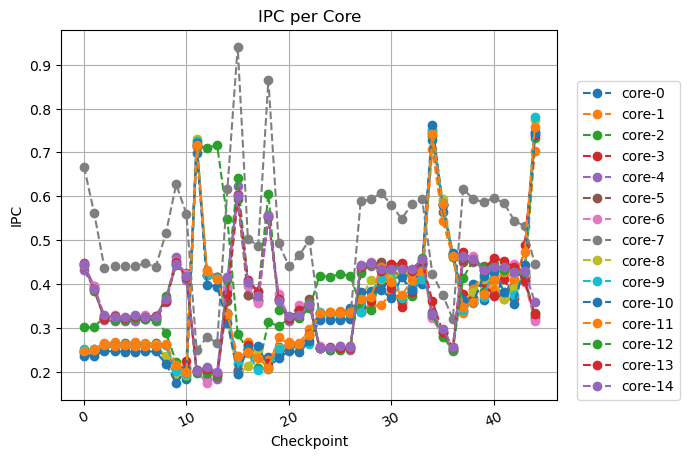 IPC per Core
IPC
0.9
0.8
0.7
0.6
0.5
0.4
0.3
0.2
0
10
20
30
40
Checkpoint
core-0
core-1
core-2
core-3
core-4
core-5
core-6
core-7
core-8
core-9
core-10
core-11
core-12
core-13
core-14